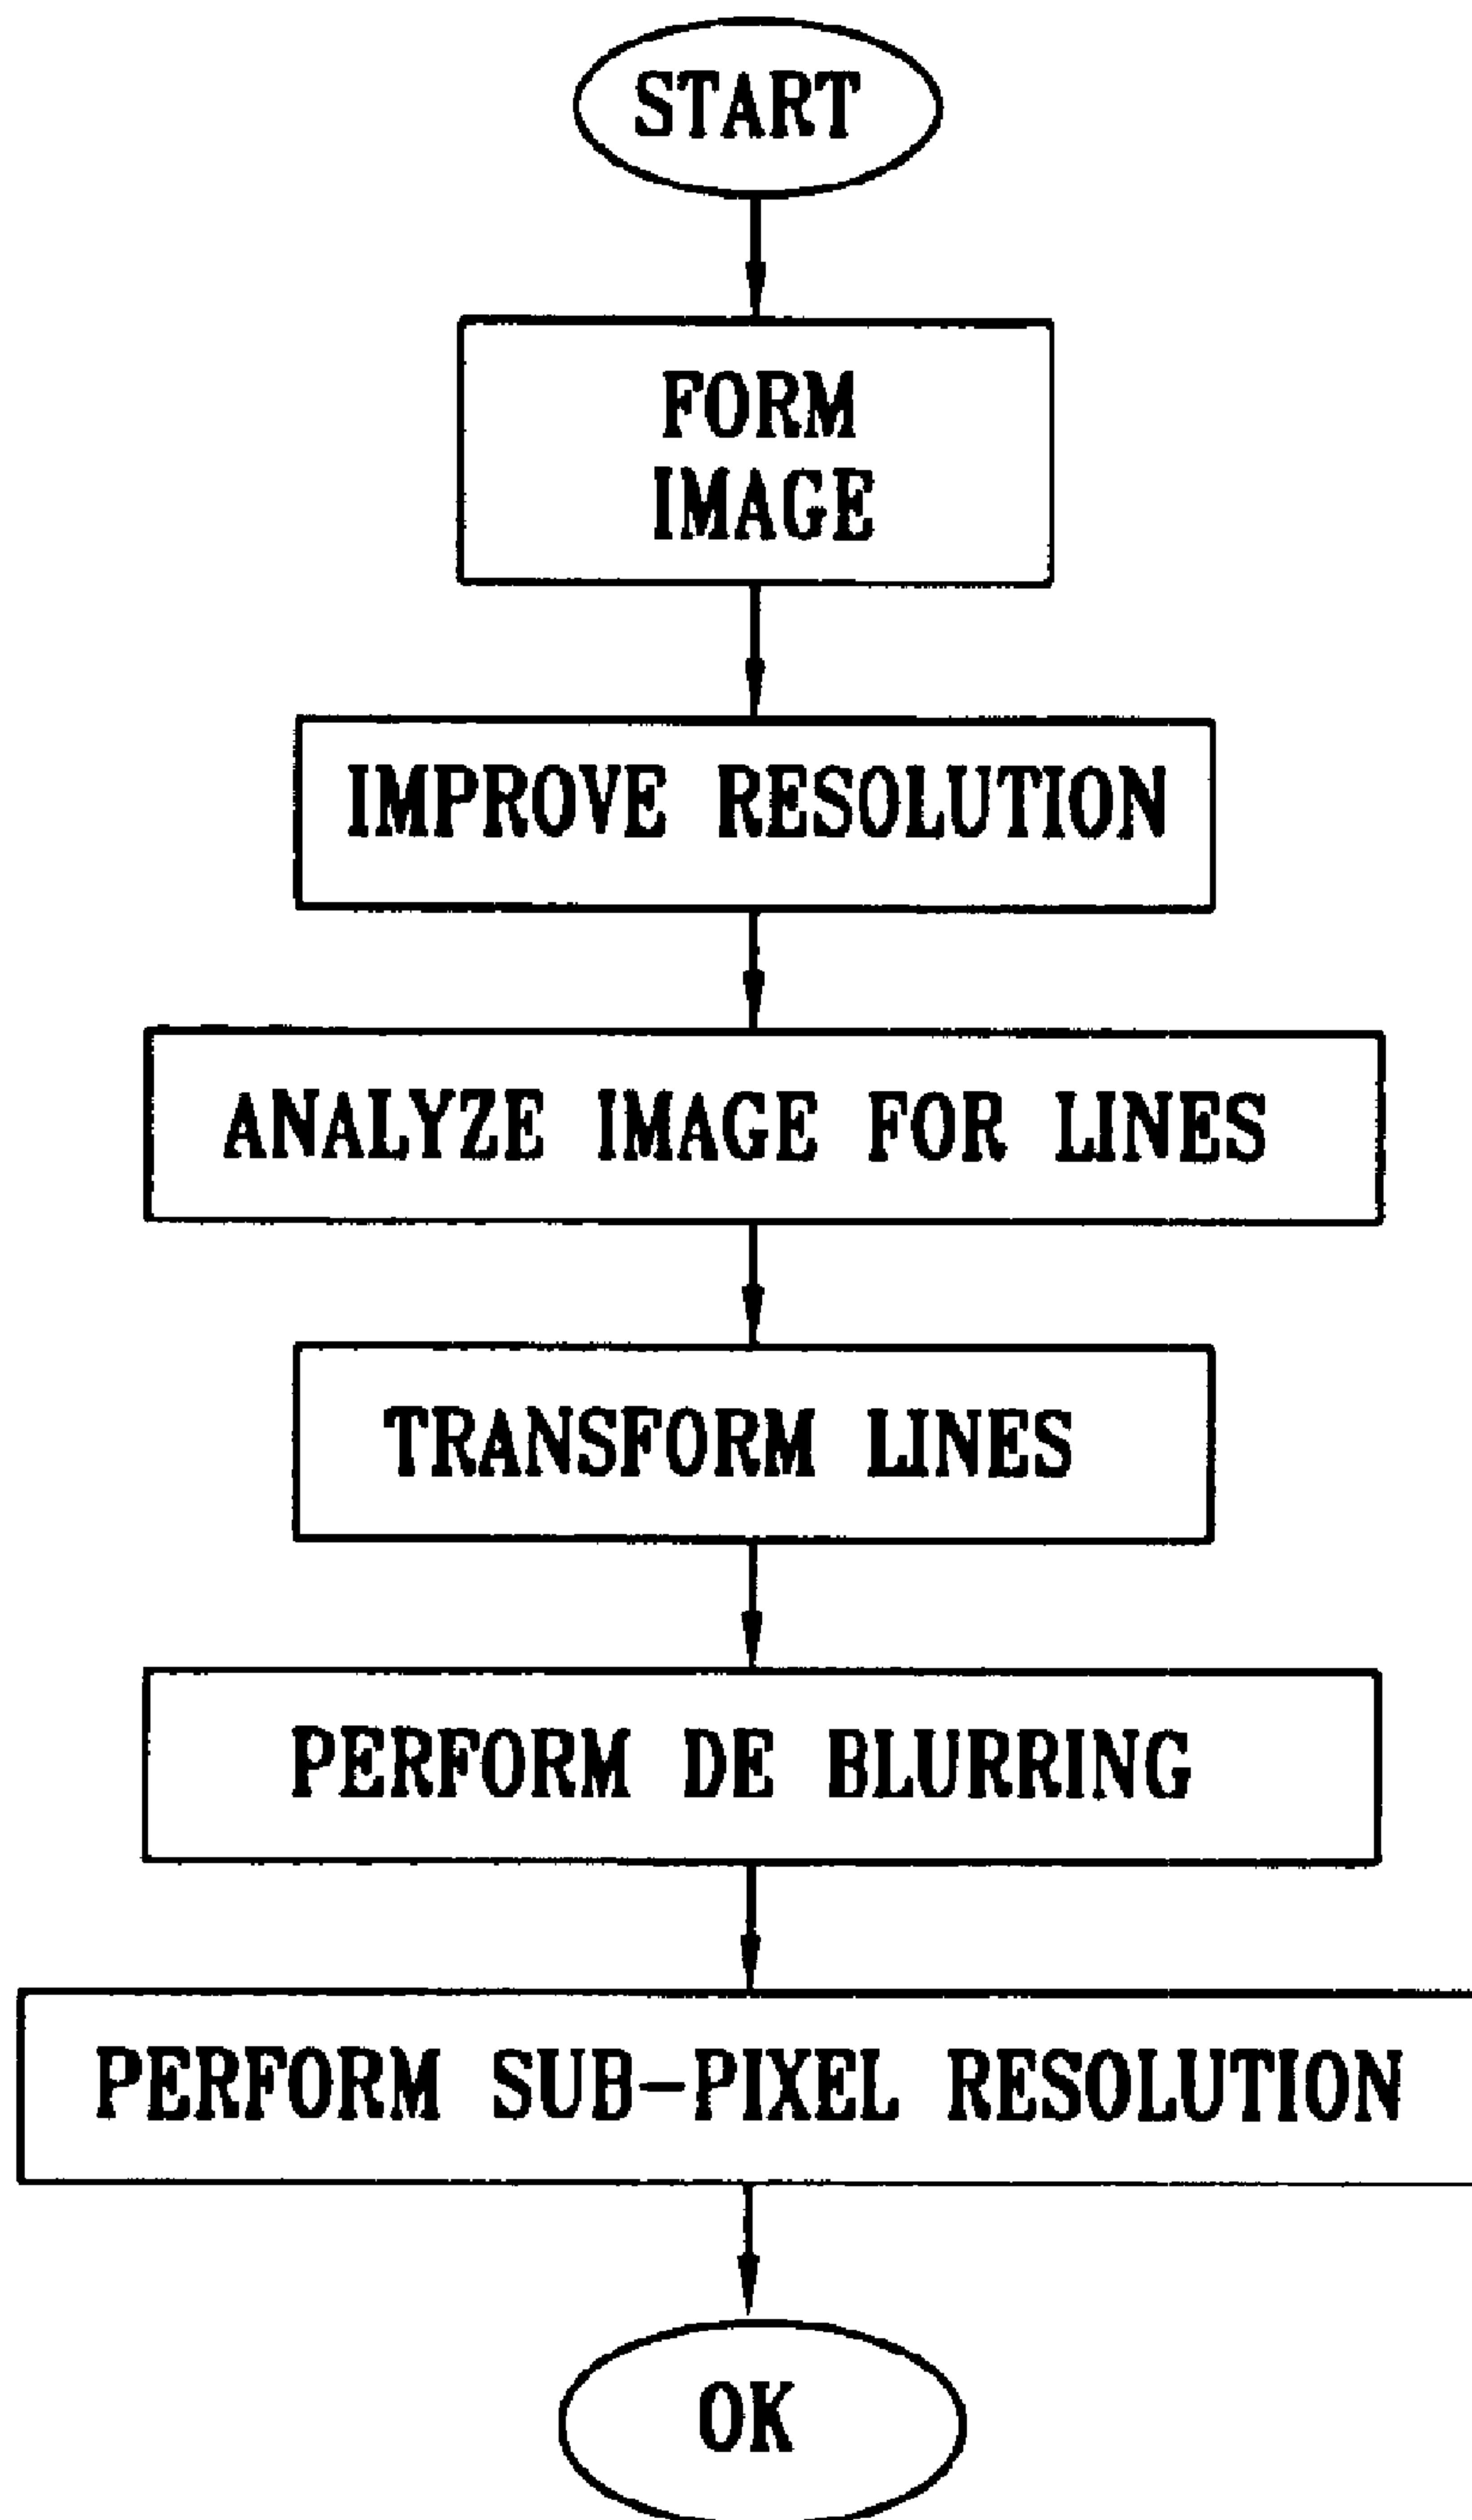 START
FORM
IMAGE
IMPROVE RESOLUTION
ANALYZE IMAGE FOR LINES
TRANSFORM LINES
PERFORM DE BLURRING
PERFORM SUB-PIXEL RESOLUTION
OK